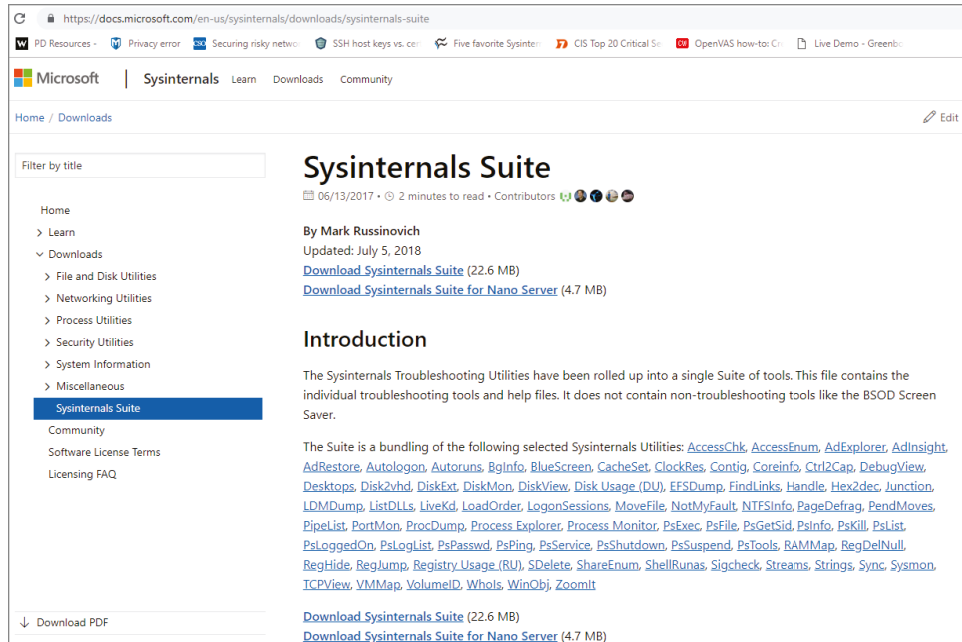 https://docs.microsoft.com/en-us/sysinternals/downloads/sysinternals-suite
PD Resources - Privacy error Securing risky netwo SSH host keys vs. cer Five favorite Sysinter CIS Top 20 Critical Se OpenVAS how-to: Cr Live Demo - Greenb
Microsoft Sysinternals Learn Downloads Community
Home / Downloads Edit
Filter by title
Home
Learn
Downloads
File and Disk Utilities
Networking Utilities
Process Utilities
Security Utilities
System Information
Miscellaneous
Sysinternals Suite
Community
Software License Terms
Licensing FAQ
Download PDF
Sysinternals Suite
06/13/2017 • 2 minutes to read • Contributors
By Mark Russinovich
Updated: July 5, 2018
Download Sysinternals Suite (22.6 MB)
Download Sysinternals Suite for Nano Server (4.7 MB)
Introduction
The Sysinternals Troubleshooting Utilities have been rolled up into a single Suite of tools. This file contains the
individual troubleshooting tools and help files. It does not contain non-troubleshooting tools like the BSOD Screen
Saver.
The Suite is a bundling of the following selected Sysinternals Utilities: AccessChk, AccessEnum, AdExplorer, AdInsight,
AdRestore, Autologon, Autoruns, BgInfo, BlueScreen, CacheSet, ClockRes, Contig, Coreinfo, Ctrl2Cap, DebugView,
Desktops, Disk2vhd, DiskExt, DiskMon, DiskView, Disk Usage (DU), EFSDump, FindLinks, Handle, Hex2dec, Junction,
LDMDump, ListDLLs, LiveKd, LoadOrder, LogonSessions, MoveFile, NotMyFault, NTFSInfo, PageDefrag, PendMoves,
PipeList, PortMon, ProcDump, Process Explorer, Process Monitor, PsExec, PsFile, PsGetSid, PsInfo, PsKill, PsList,
PsLoggedOn, PsLogList, PsPasswd, PsPing, PsService, PsShutdown, PsSuspend, PsTools, RAMMap, RegDelNull,
RegHide, RegJump, Registry Usage (RU), SDelete, ShareEnum, ShellRunas, Sigcheck, Streams, Strings, Sync, Sysmon,
TCPView, VMMap, VolumeID, WhoIs, WinObj, ZoomIt
Download Sysinternals Suite (22.6 MB)
Download Sysinternals Suite for Nano Server (4.7 MB)